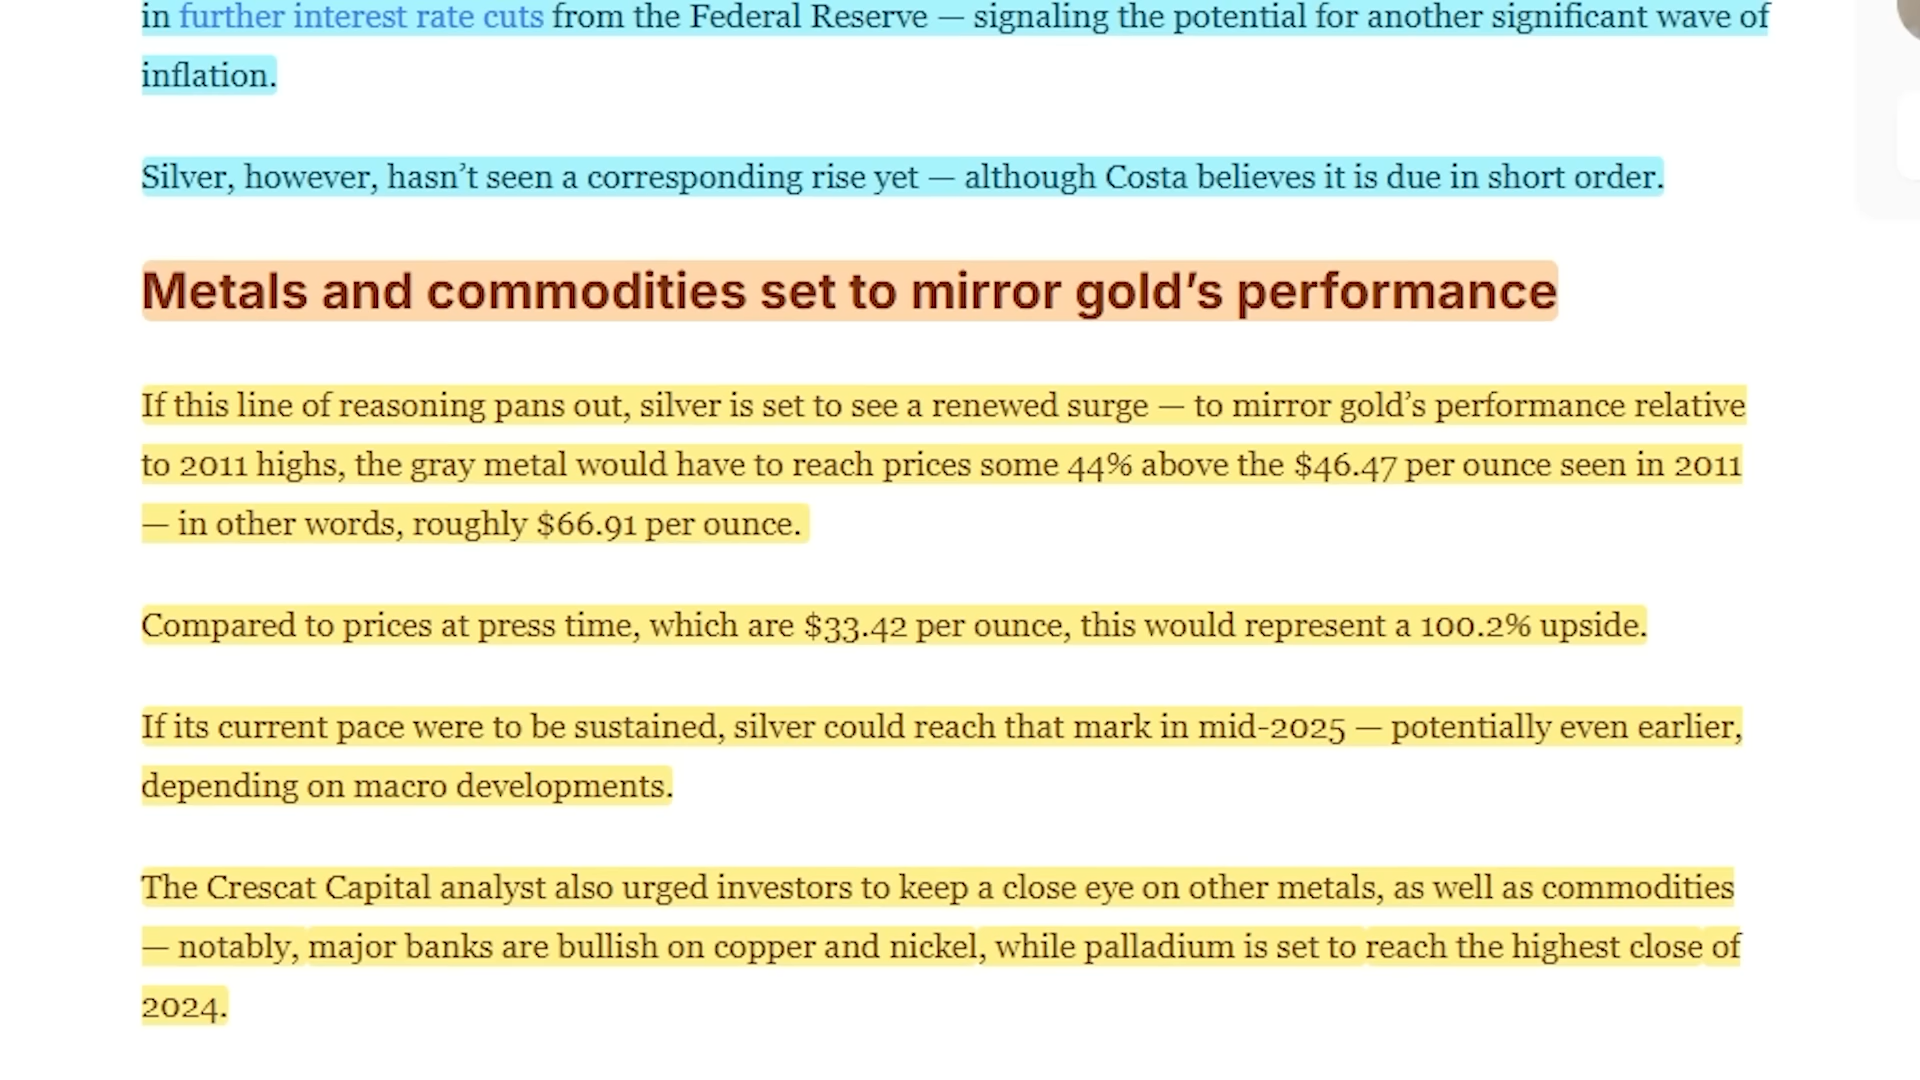 in further interest rate cuts from the Federal Reserve — signaling the potential for another significant wave of
inflation.
Silver, however, hasn’t seen a corresponding rise yet — although Costa believes it is due in short order.
Metals and commodities set to mirror gold’s performance
If this line of reasoning pans out, silver is set to see a renewed surge — to mirror gold’s performance relative
to 2011 highs, the gray metal would have to reach prices some 44% above the $46.47 per ounce seen in 2011
— in other words, roughly $66.91 per ounce.
Compared to prices at press time, which are $33.42 per ounce, this would represent a 100.2% upside.
If its current pace were to be sustained, silver could reach that mark in mid-2025 — potentially even earlier,
depending on macro developments.
The Crescat Capital analyst also urged investors to keep a close eye on other metals, as well as commodities
— notably, major banks are bullish on copper and nickel, while palladium is set to reach the highest close of
2024.